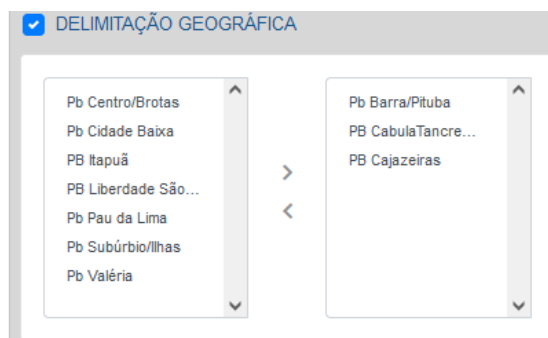 DELIMITAÇÃO GEOGRÁFICA
Pb Centro/Brotas
Pb Cidade Baixa
PB Itapuã
PB Liberdade São...
Pb Pau da Lima
Pb Subúrbio/Ilhas
Pb Valéria
Pb Barra/Pituba
PB CabulaTancre...
PB Cajazeiras